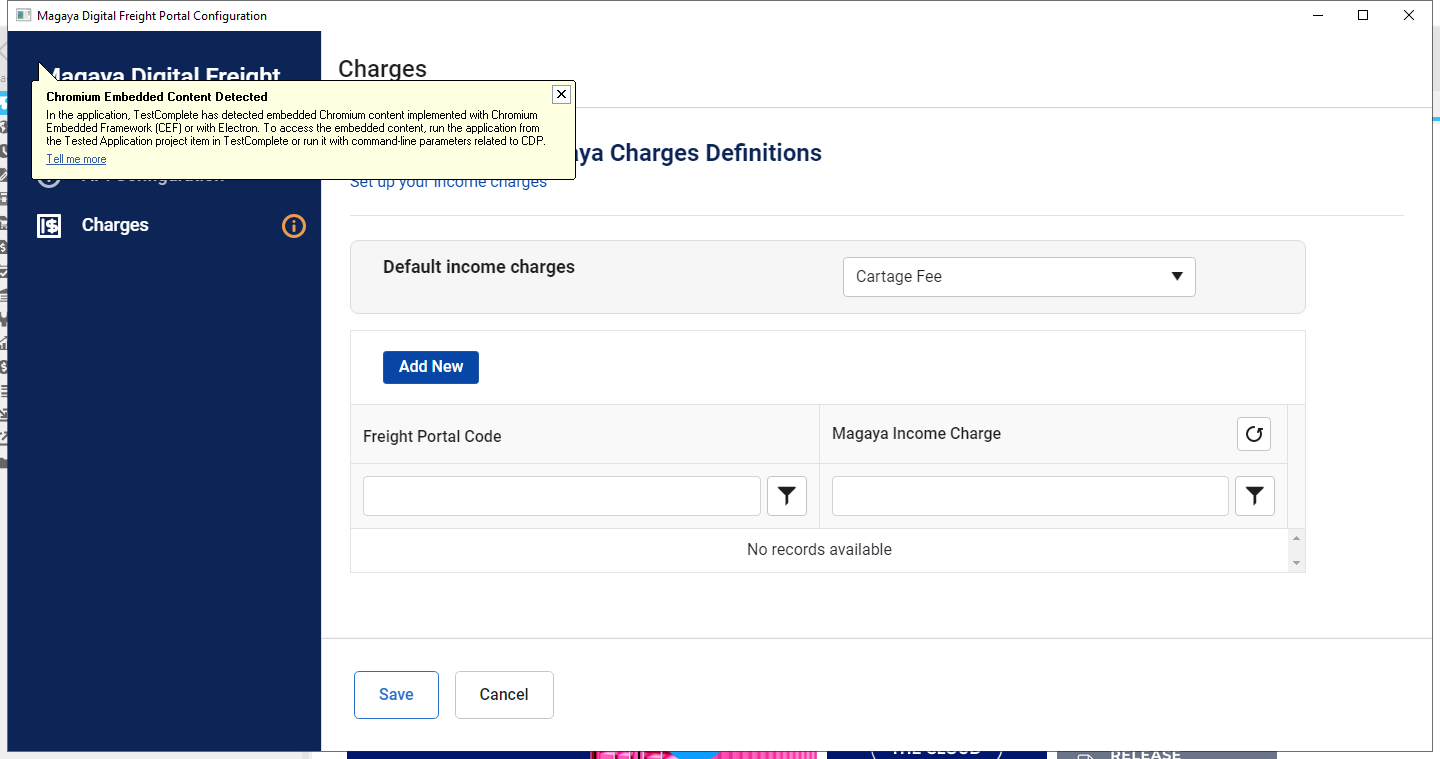 Magaya Digital Freight Portal Configuration
Magaya Digital Freight
Charges
Chromium Embedded Content Detected
In the application, TestComplete has detected embedded Chromium content implemented with Chromium
Embedded Framework (CEF) or with Electron. To access the embedded content, run the application from
the Tested Application project item in TestComplete or run it with command-line parameters related to CDP.
Tell me more
Charges Definitions
API Configuration
Set up your income charges
Charges
Default income charges
Cartage Fee
Add New
Freight Portal Code
Magaya Income Charge
No records available
Save
Cancel
THE CLOUD
RELEASE